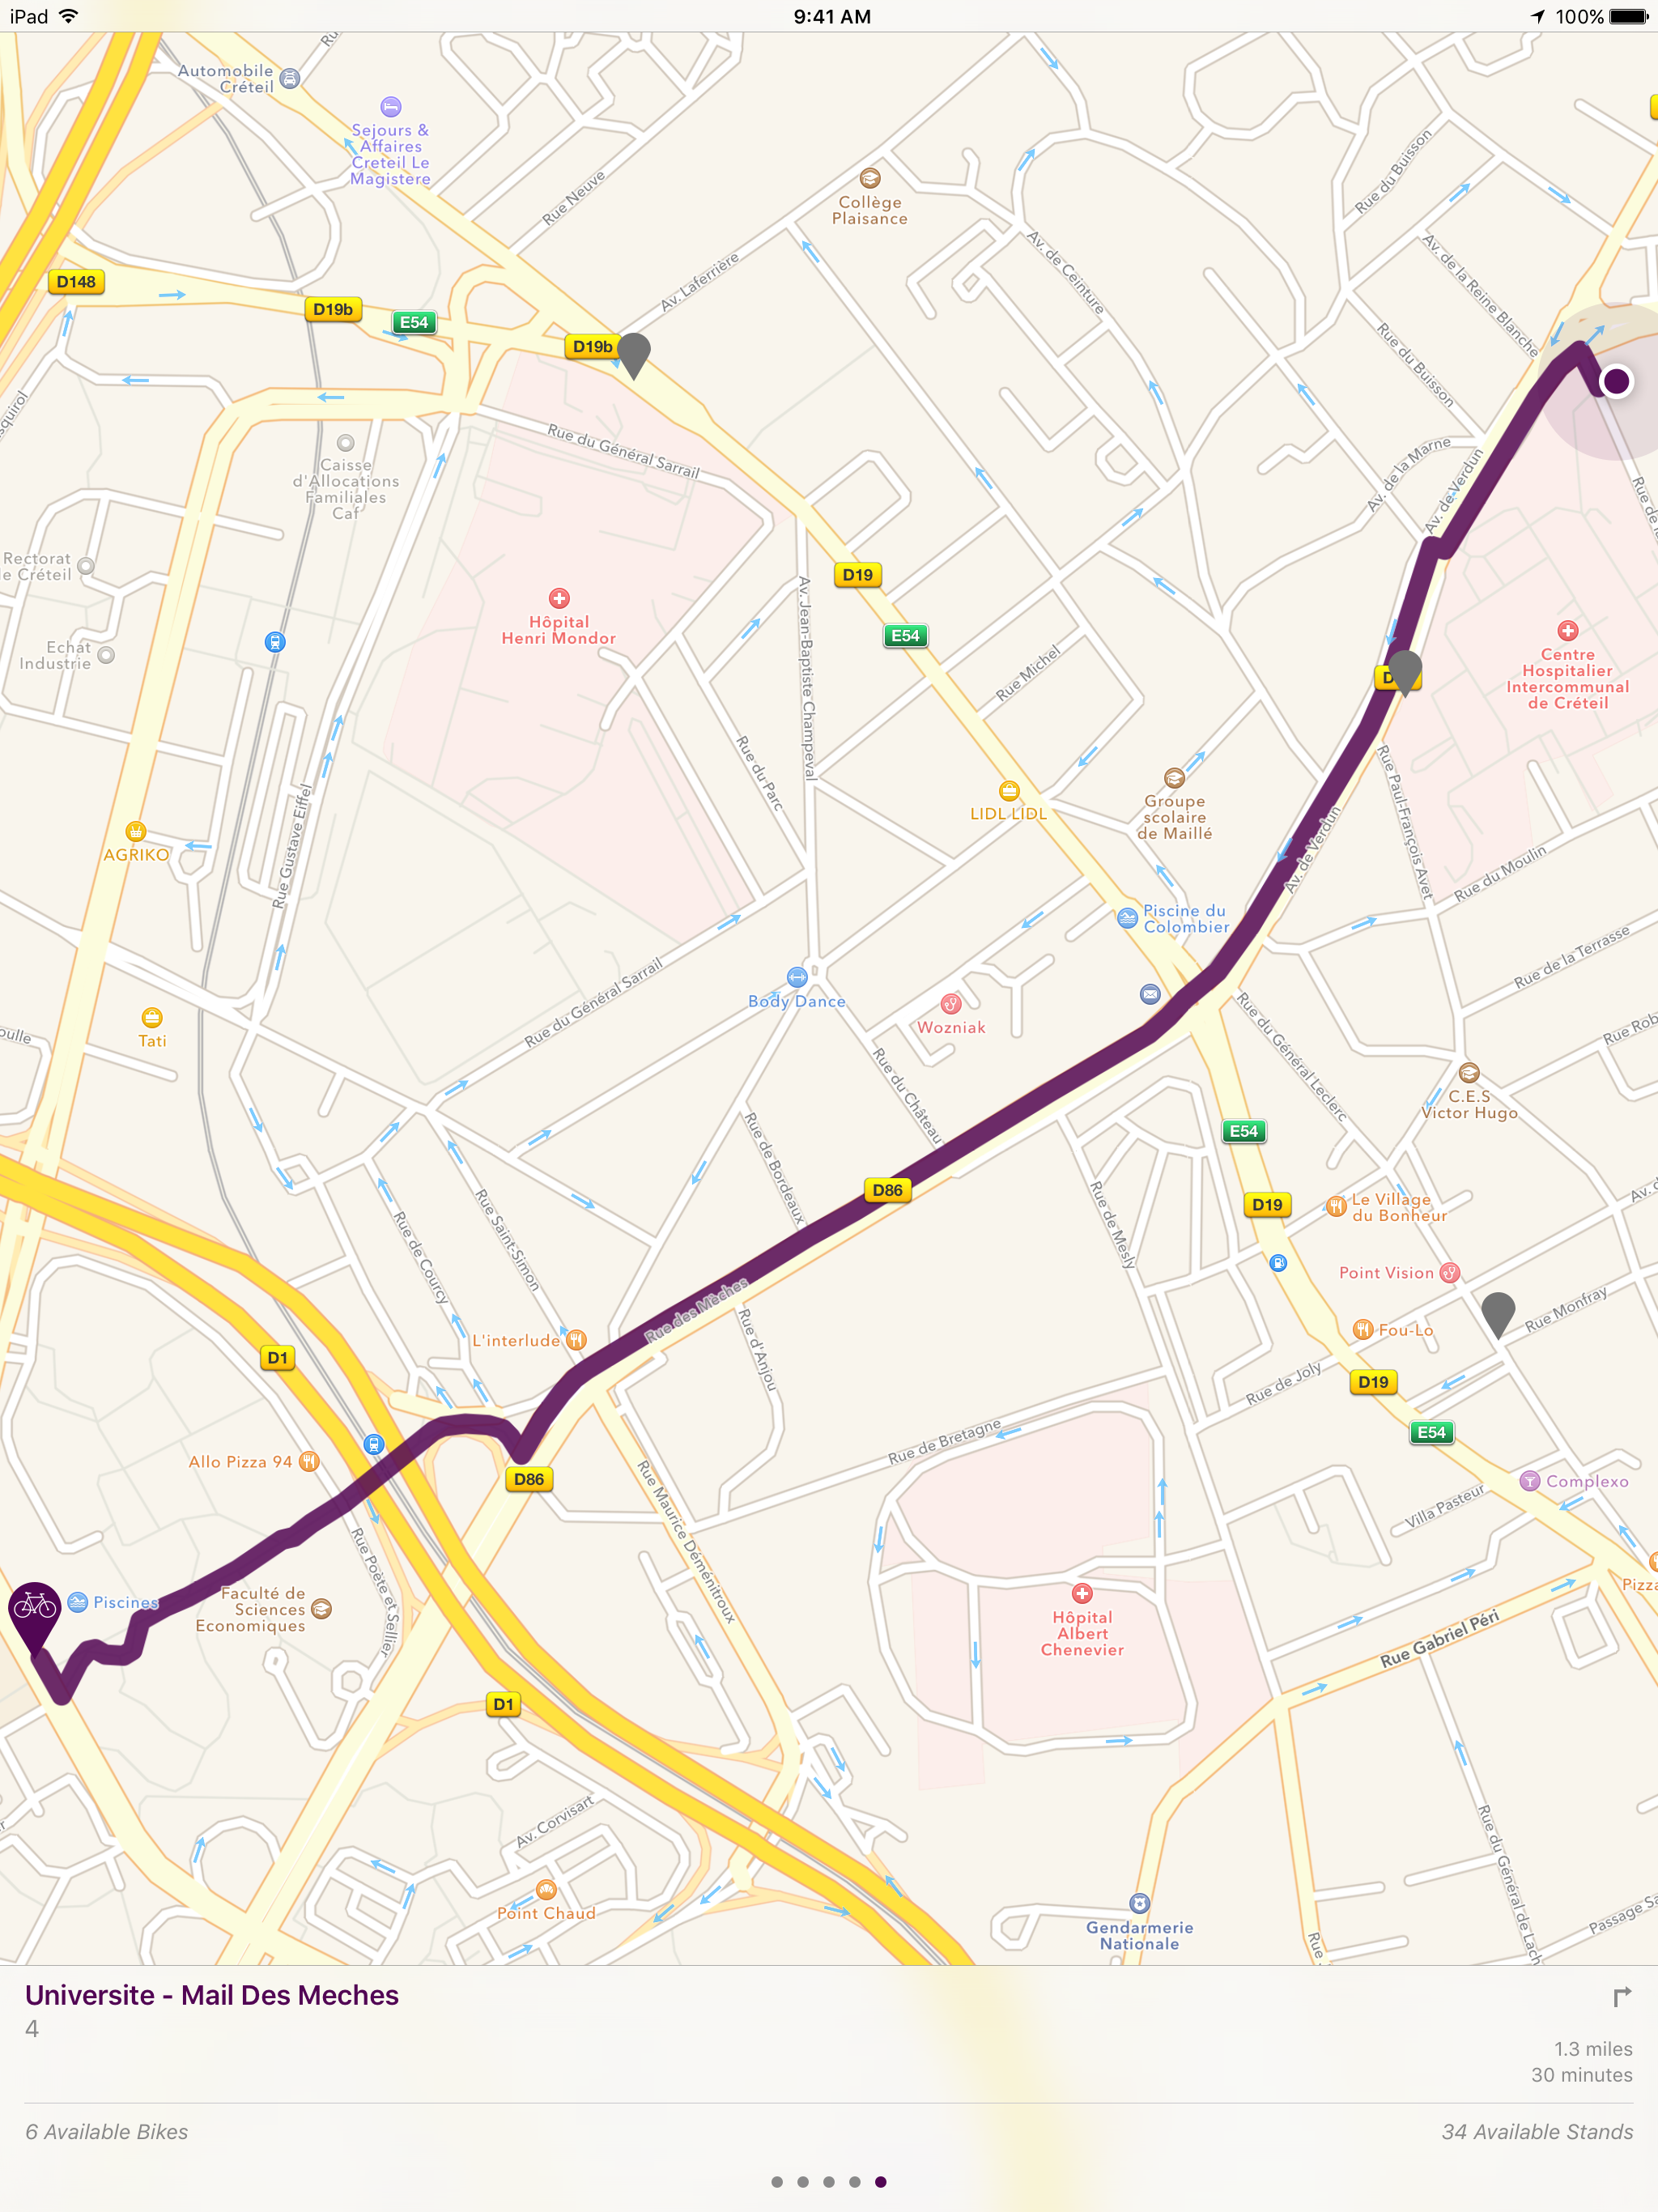 iPad
9:41 AM
100%
Automobile
Créteil
Sejours &
Affaires
Creteil Le
Magistere
Rue Neuve
Collège
Plaisance
Rue du Buisson
Av. de Ceinture
Av. de la Reine Blanche
Av. Laferrière
D148
D19b
E54
D19b
Rue du Buisson
Rue du Général Sarrail
Av. de la Marne
Av. de Verdun
Caisse
d'Allocations
Familiales
Caf
Rectorat
de Créteil
D19
Hôpital
Henri Mondor
Av. Jean-Baptiste Champeval
E54
Echat
Industrie
Rue Michel
Centre
Hospitalier
Intercommunal
de Créteil
Rue du Parc
Rue Paul-François Avet
LIDL LIDL
Groupe
scolaire
de Maillé
Rue Gustave Eiffel
AGRIKO
Av. de Verdun
Rue du Moulin
Piscine du
Colombier
Rue de la Terrasse
Rue du Général Sarrail
Body Dance
Wozniak
Tati
Rue du Général Leclerc
Rue du Château
C.E.S
Victor Hugo
Rue de Bordeaux
E54
Rue Saint-Simon
D86
Rue de Mesly
D19
Le Village
du Bonheur
Rue de Courcy
Point Vision
Rue des Mèches
Rue Monfray
L'interlude
Fou-Lo
D1
Rue d'Anjou
Rue de Joly
D19
E54
Rue de Bretagne
Allo Pizza 94
D86
Complexo
Villa Pasteur
Rue Maurice Déménitroux
Rue Poète et Sellier
Piscines
Faculté de
Sciences
Economiques
Hôpital
Albert
Chenevier
Pizza
Rue Gabriel Péri
D1
Av. Corvisart
Point Chaud
Gendarmerie
Nationale
Rue du Général de Lach
Passage Sa
Universite - Mail Des Meches
4
1.3 miles
30 minutes
6 Available Bikes
34 Available Stands